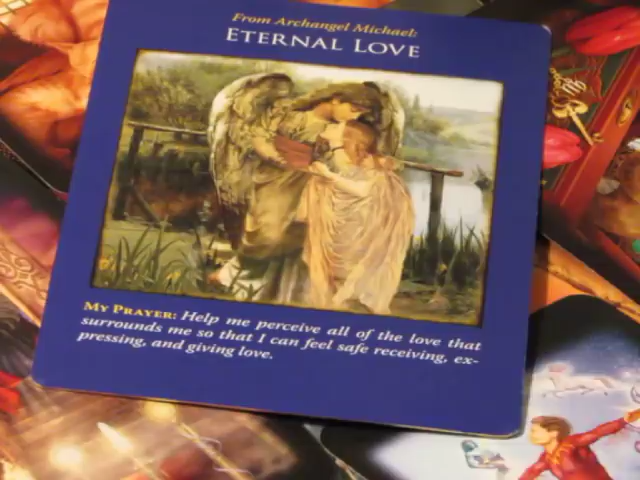 From Archangel Michael:
ETERNAL LOVE
MY PRAYER: Help me perceive all of the love that
surrounds me so that I can feel safe receiving, ex-
pressing, and giving love.